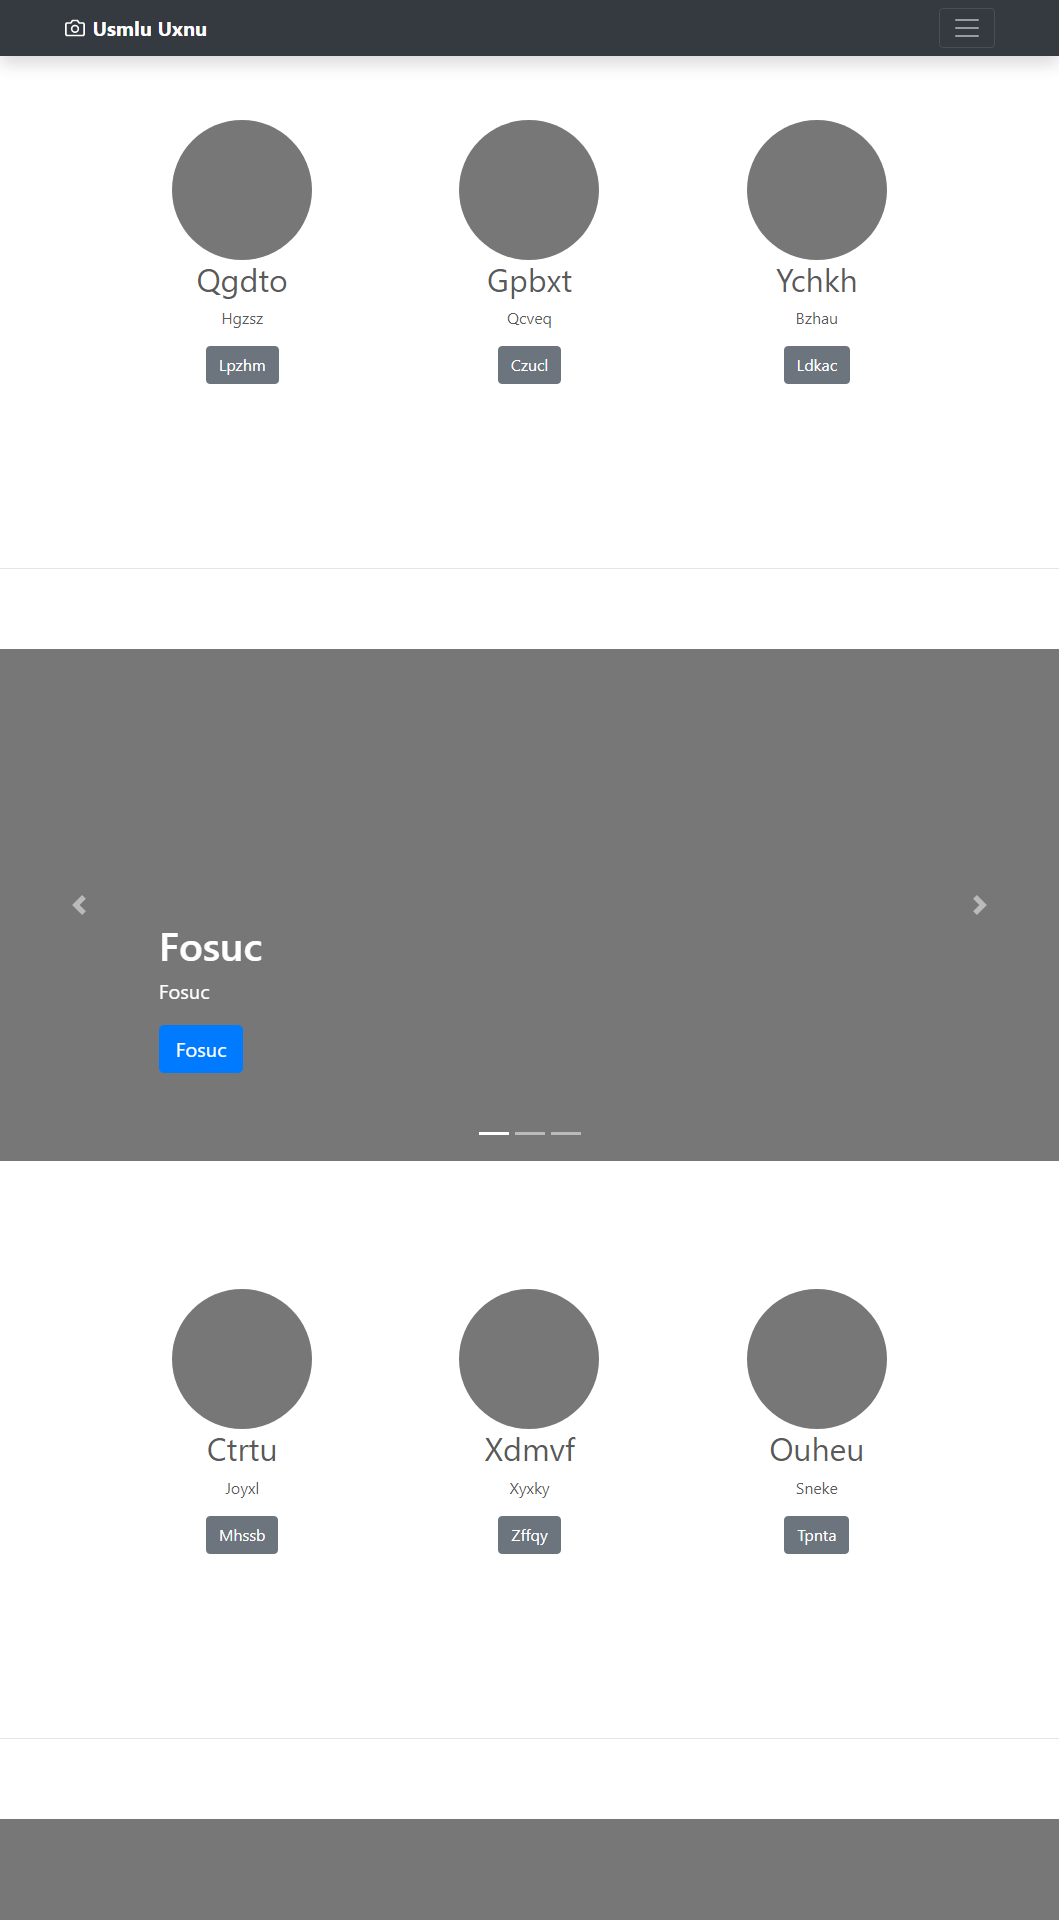 Usmlu Uxnu
Qgdto
Hgzsz
Lpzhm
Gpbxt
Qcveq
Czucl
Ychkh
Bzhau
Ldkac
Fosuc
Fosuc
Fosuc
Ctrtu
Joyxl
Mhssb
Xdmvf
Xyxky
Zffqy
Ouheu
Sneke
Tpnta